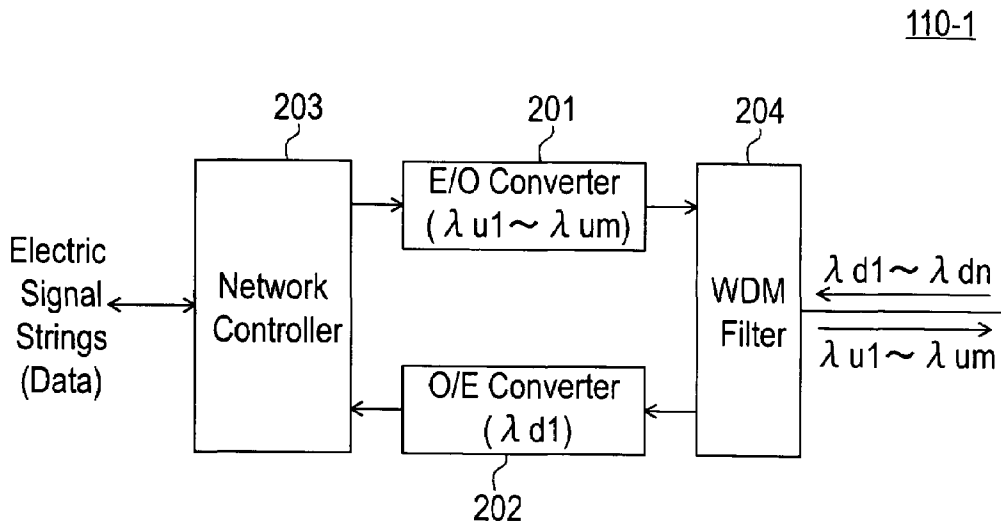 110-1
203
201
204
E/O Converter
( λ u1～ λ um)
Electric
Signal
Strings
(Data)
Network
Controller
WDM
Filter
λ d1～ λ dn
λ u1～ λ um
O/E Converter
( λ d1)
202